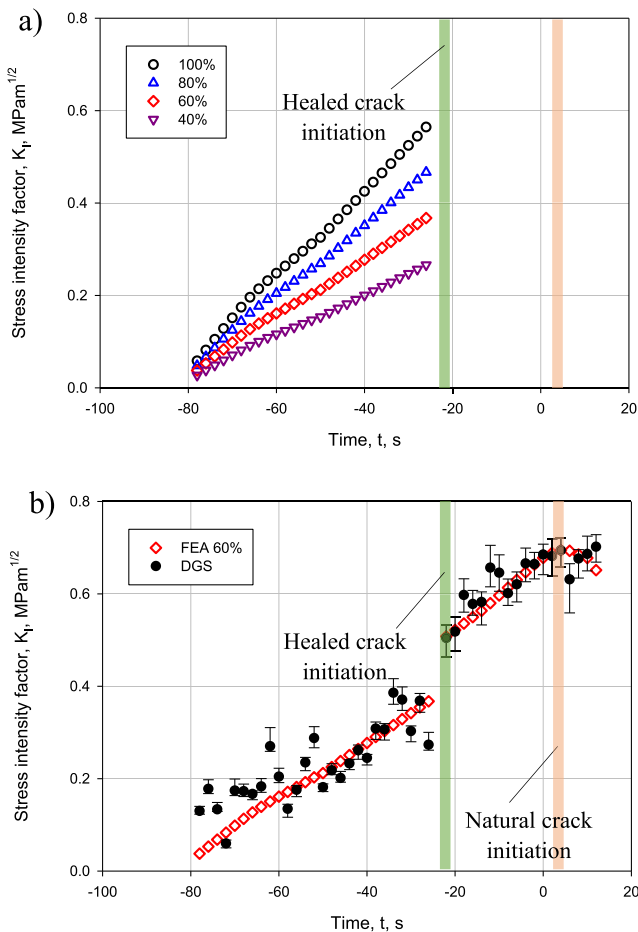 a)
0.8
0.6
0.4
0.2
0.0
Stress intensity factor, KI, MPam1/2
100%
80%
60%
40%
Healed crack
initiation
-100
-80
-60
-40
-20
0
20
Time, t, s
b)
0.8
0.6
0.4
0.2
0.0
Stress intensity factor, KI, MPam1/2
FEA 60%
DGS
Healed crack
initiation
Natural crack
initiation
-100
-80
-60
-40
-20
0
20
Time, t, s